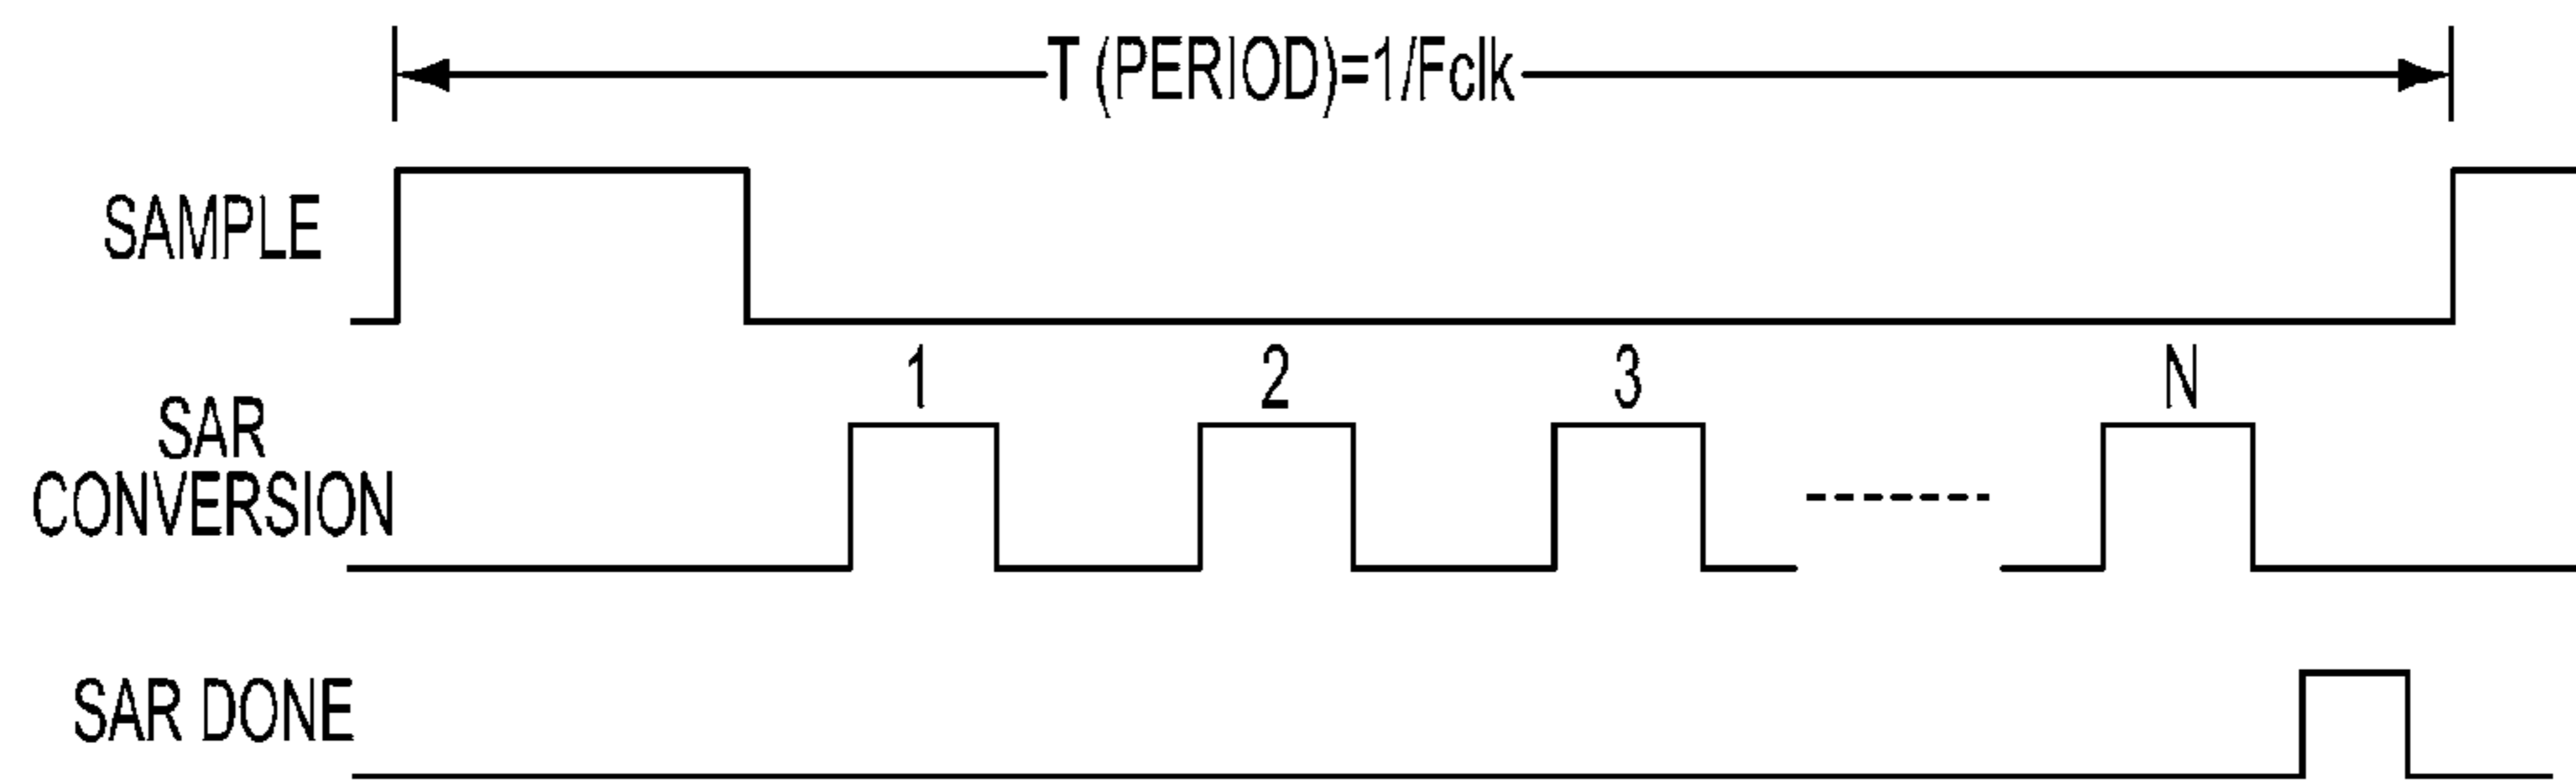 T (PERIOD)=1/Fclk
SAMPLE
1 2 3 N
SAR
CONVERSION
SAR DONE